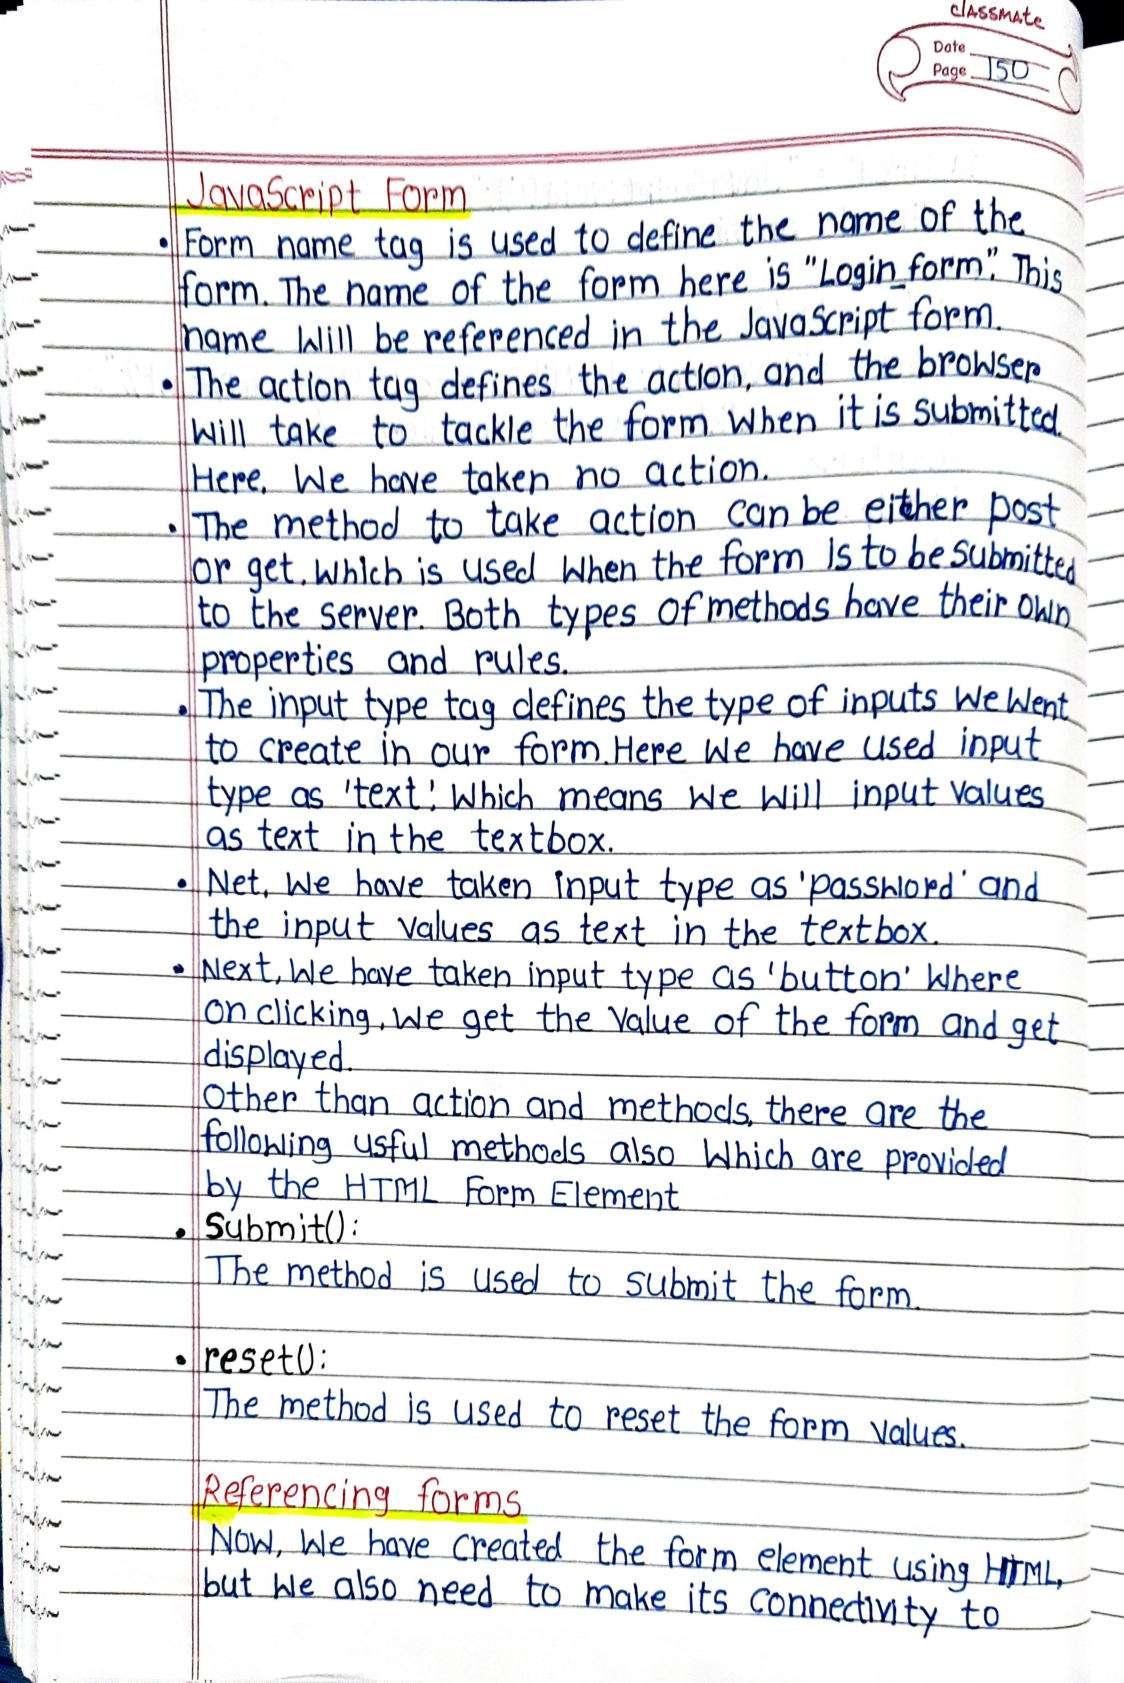 classmate
Date
Page 150
JavaScript Form
• Form name tag is used to define the name of the
form. The name of the form here is "Login_form". This
name will be referenced in the JavaScript form.
• The action tag defines the action, and the browser
will take to tackle the form when it is submitted.
Here, we have taken no action.
• The method to take action can be either post
or get, which is used when the form is to be submitted
to the server. Both types of methods have their own
properties and rules.
• The input type tag defines the type of inputs we went
to create in our form. Here we have used input
type as 'text', which means we will input values
as text in the textbox.
• Net, we have taken input type as 'password' and
the input values as text in the textbox.
• Next, we have taken input type as 'button' where
on clicking, we get the value of the form and get
displayed.
Other than action and methods, there are the
following usful methods also which are provided
by the HTML Form Element
• Submit():
The method is used to submit the form.
• reset():
The method is used to reset the form values.
Referencing forms
Now, we have created the form element using HTML,
but we also need to make its connectivity to